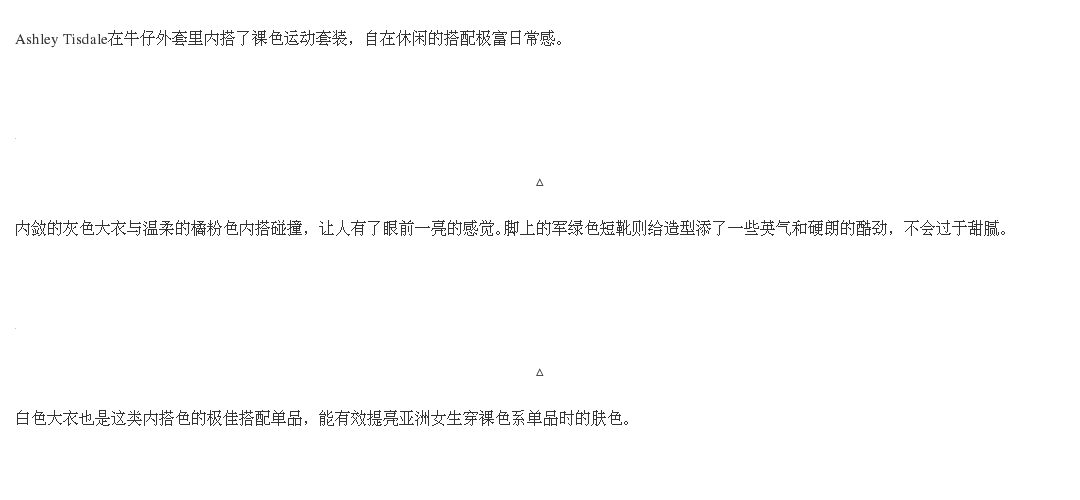 Ashley Tisdale在牛仔外套里内搭了裸色运动套装，自在休闲的搭配极富日常感。
△
内敛的灰色大衣与温柔的橘粉色内搭碰撞，让人有了眼前一亮的感觉。脚上的军绿色短靴则给造型添了一些英气和硬朗的酷劲，不会过于甜腻。
△
白色大衣也是这类内搭色的极佳搭配单品，能有效提亮亚洲女生穿裸色系单品时的肤色。